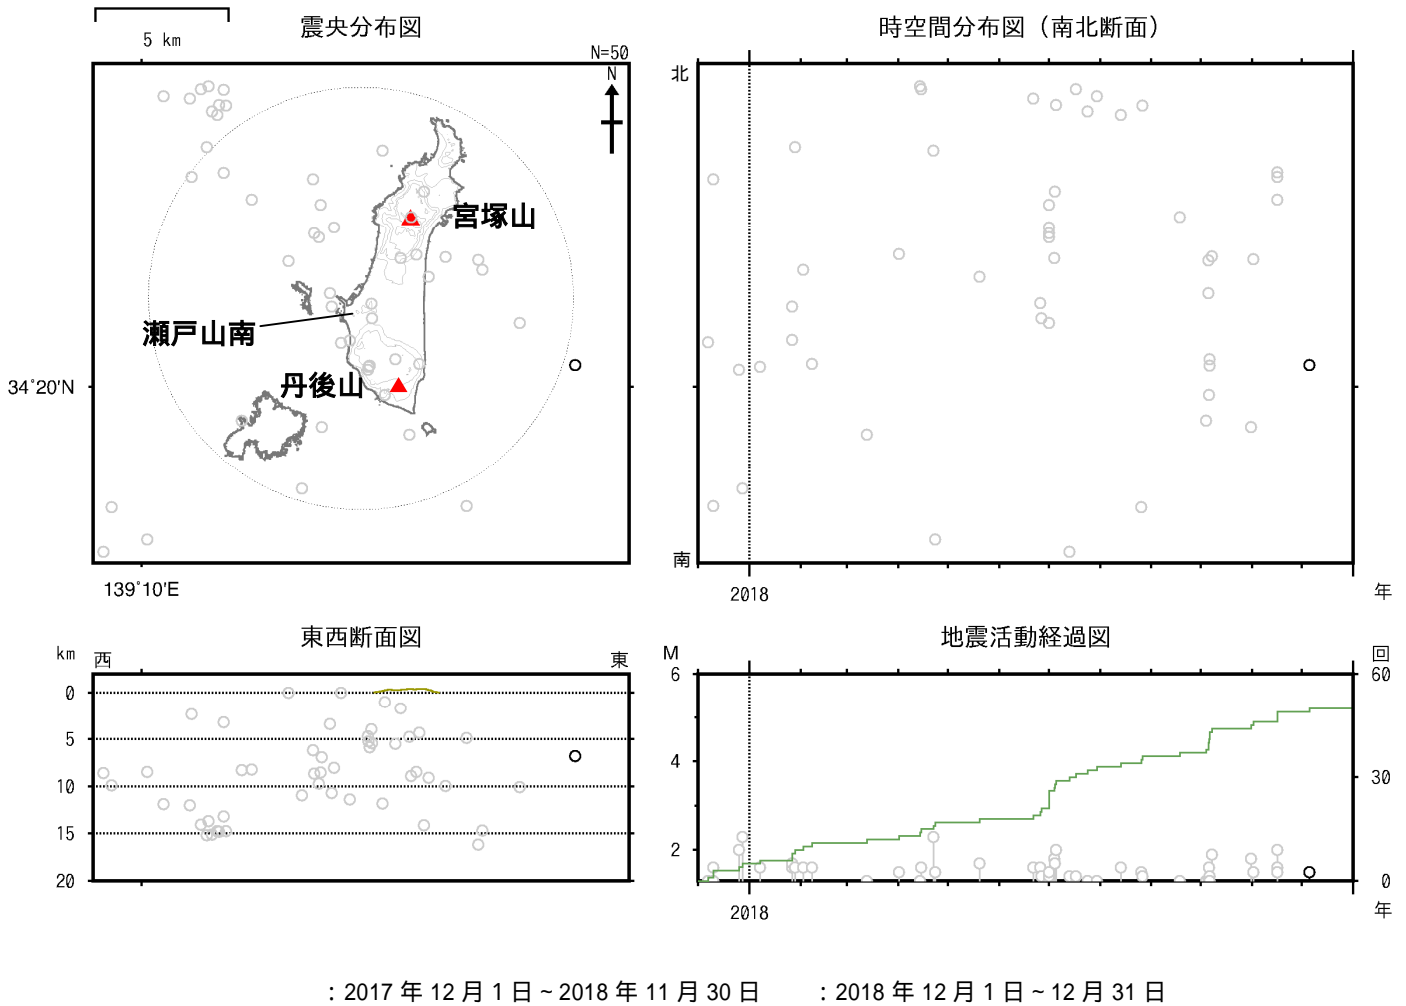 5 km
震央分布図
N=50
N
宮塚山
瀬戸山南
丹後山
34°20'N
139°10'E
時空間分布図（南北断面）
北
南
2018
年
東西断面図
km
西
東
0
5
10
15
20
地震活動経過図
M
回
6
4
2
60
30
0
2018
年
：2017 年 12 月 1 日～2018 年 11 月 30 日
：2018 年 12 月 1 日～12 月 31 日